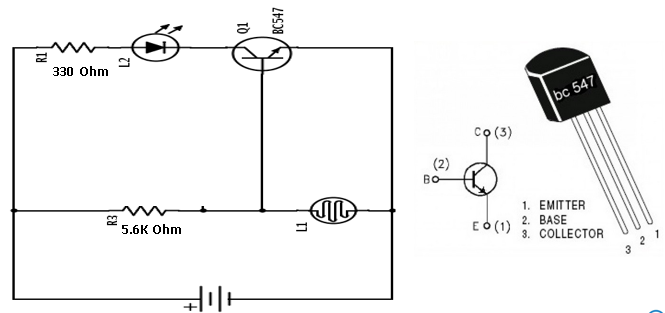 R1
330 Ohm
L2
Q1
BC547
R3
5.6K Ohm
L1
+
bc 547
C (3)
(2)
B
E (1)
1. EMITTER
2. BASE
3. COLLECTOR
3 2 1